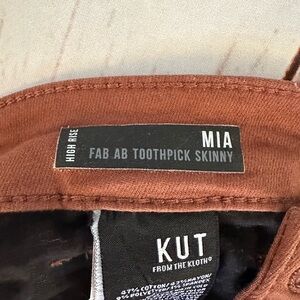 HIGH RISE
MIA
FAB AB TOOTHPICK SKINNY
KUT
FROM THE KLOTH®